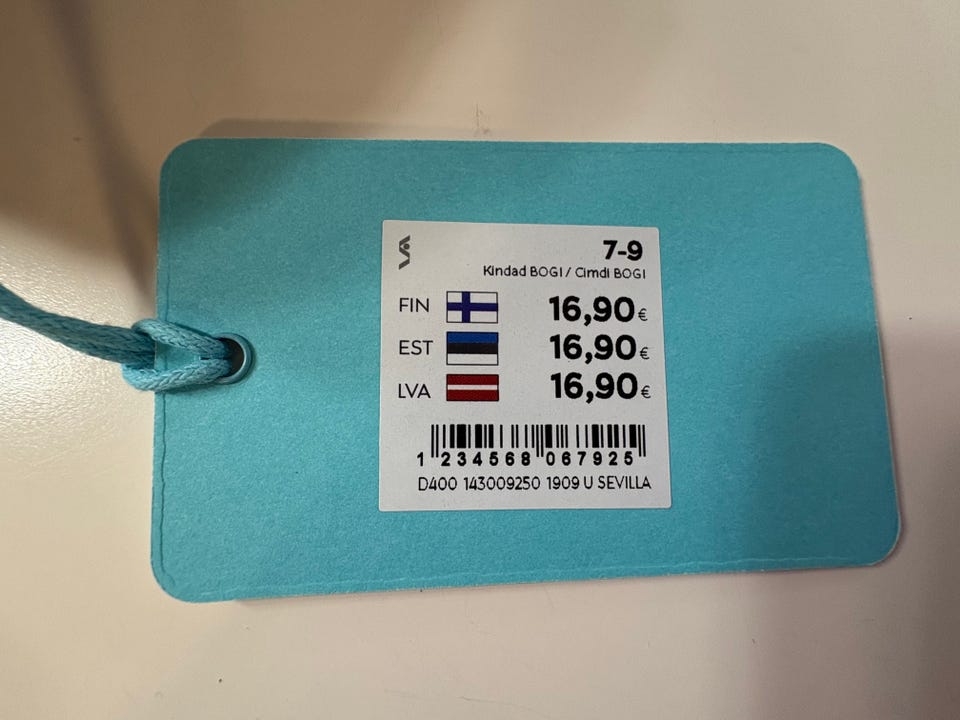 7-9
Kindad BOGI / Cimdi BOGI
FIN 16,90€
EST 16,90€
LVA 16,90€
1 234568 067925
D400 143009250 1909 U SEVILLA